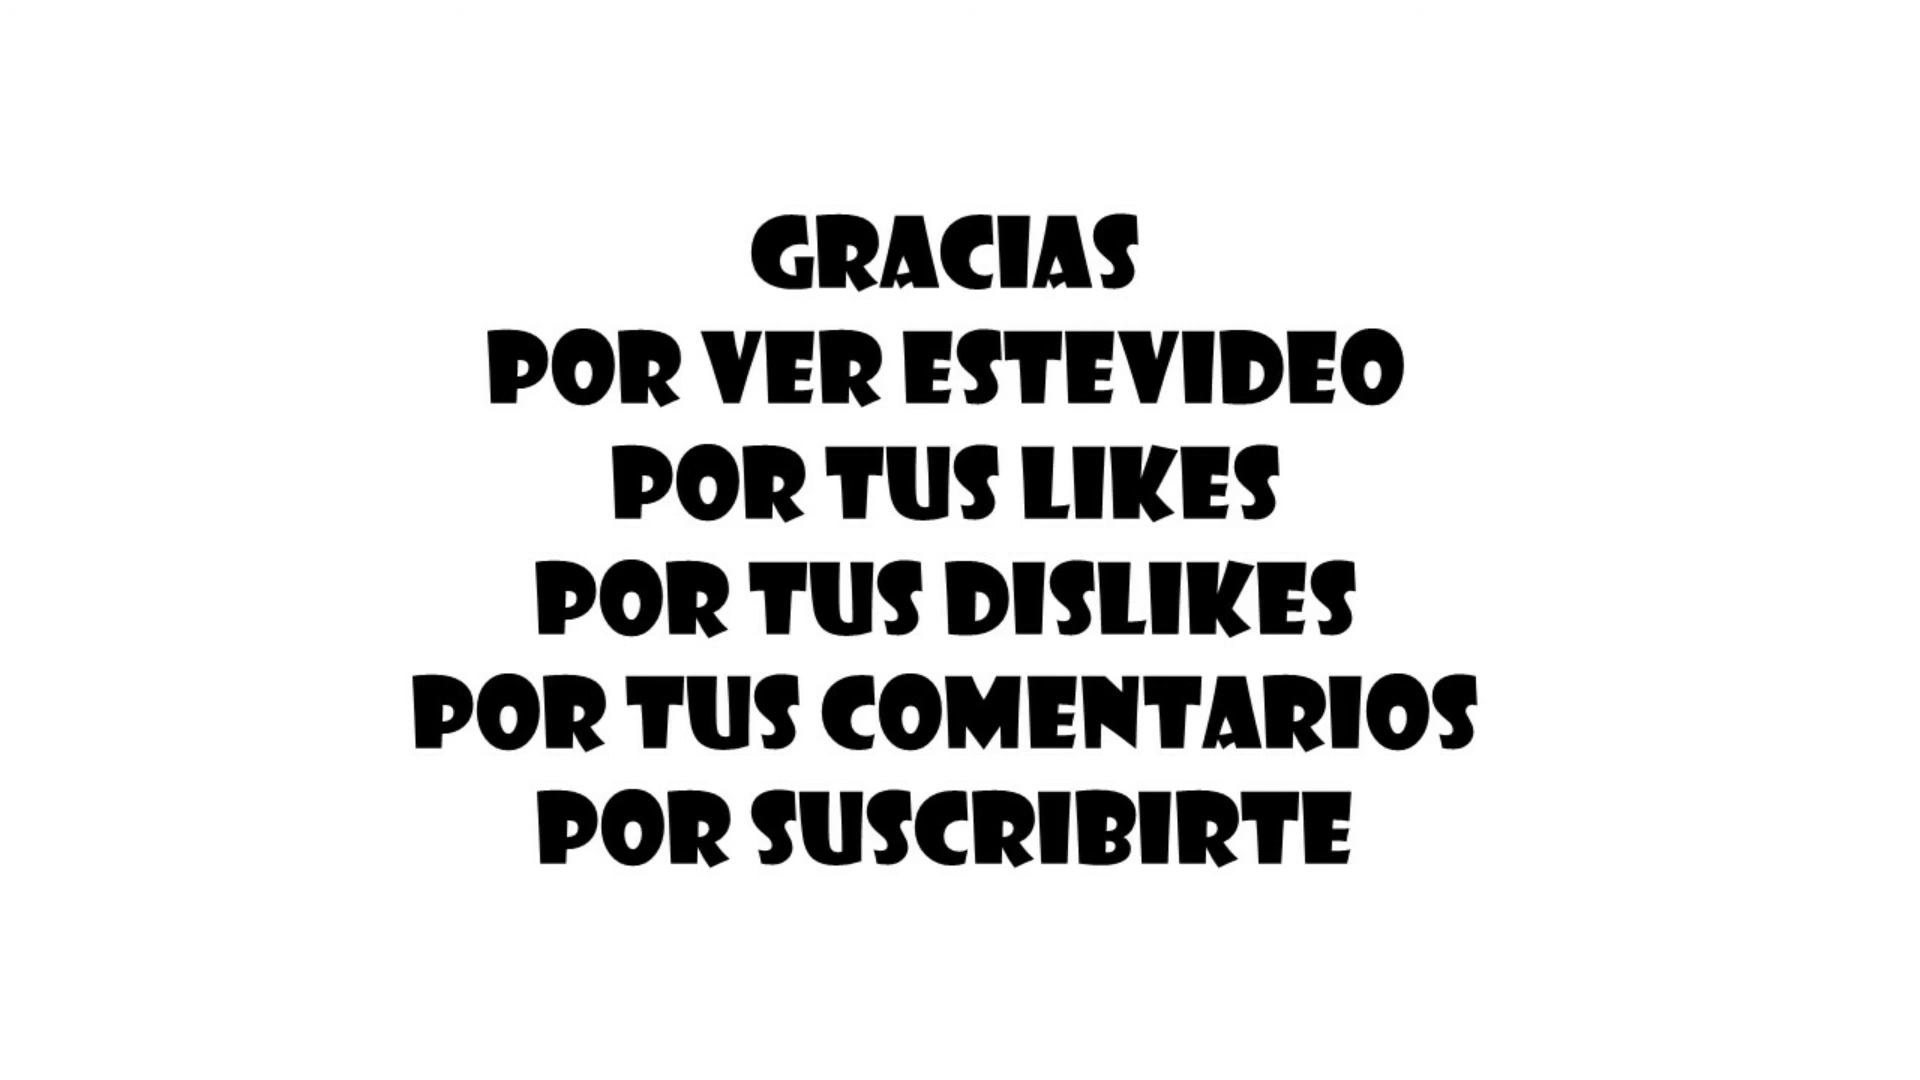 GRACIAS
POR VER ESTEVIDEO
POR TUS LIKES
POR TUS DISLIKES
POR TUS COMENTARIOS
POR SUSCRIBIRTE